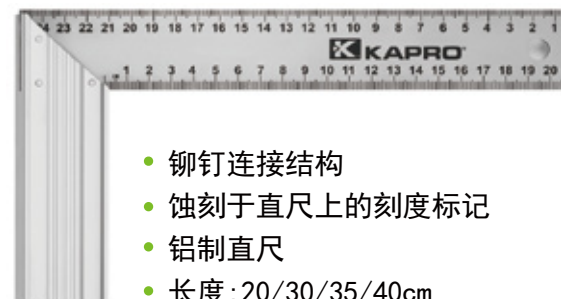 24 23 22 21 20 19 18 17 16 15 14 13 12 11 10 9 8 7 6 5 4 3 2 1
KAPRO
1 2 3 4 5 6 7 8 9 10 11 12 13 14 15 16 17 18 19 20
铆钉连接结构
蚀刻于直尺上的刻度标记
铝制直尺
长度:20/30/35/40cm